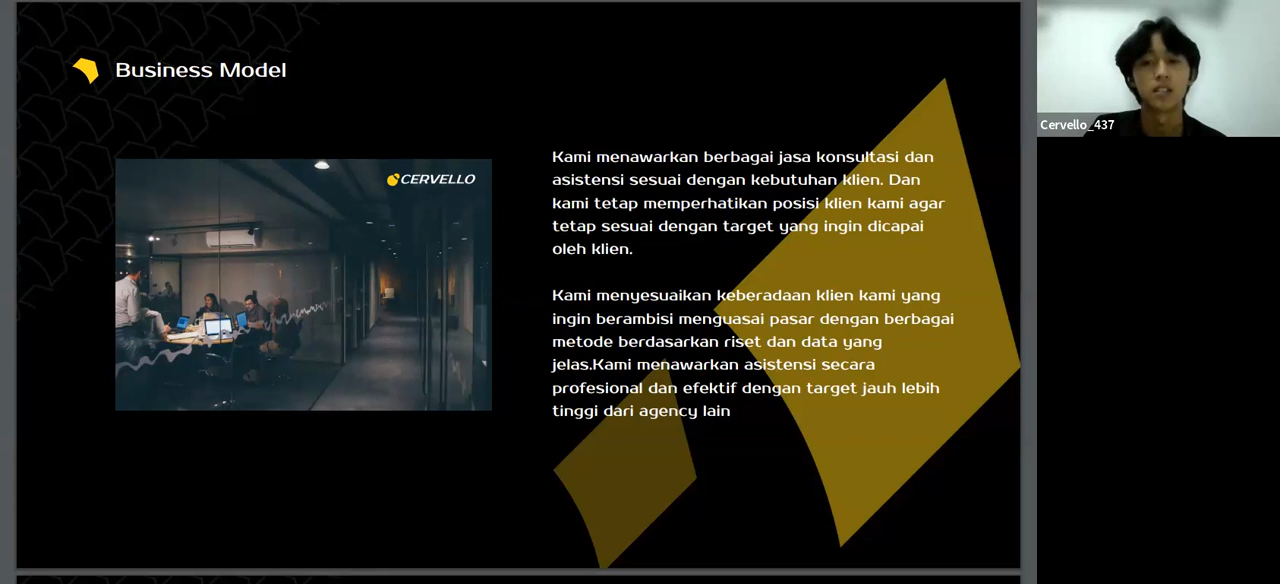 Business Model
CERVELLO
Kami menawarkan berbagai jasa konsultasi dan
asistensi sesuai dengan kebutuhan klien. Dan
kami tetap memperhatikan posisi klien kami agar
tetap sesuai dengan target yang ingin dicapai
oleh klien.
Kami menyesuaikan keberadaan klien kami yang
ingin berambisi menguasai pasar dengan berbagai
metode berdasarkan riset dan data yang
jelas.Kami menawarkan asistensi secara
profesional dan efektif dengan target jauh lebih
tinggi dari agency lain
Cervello_437